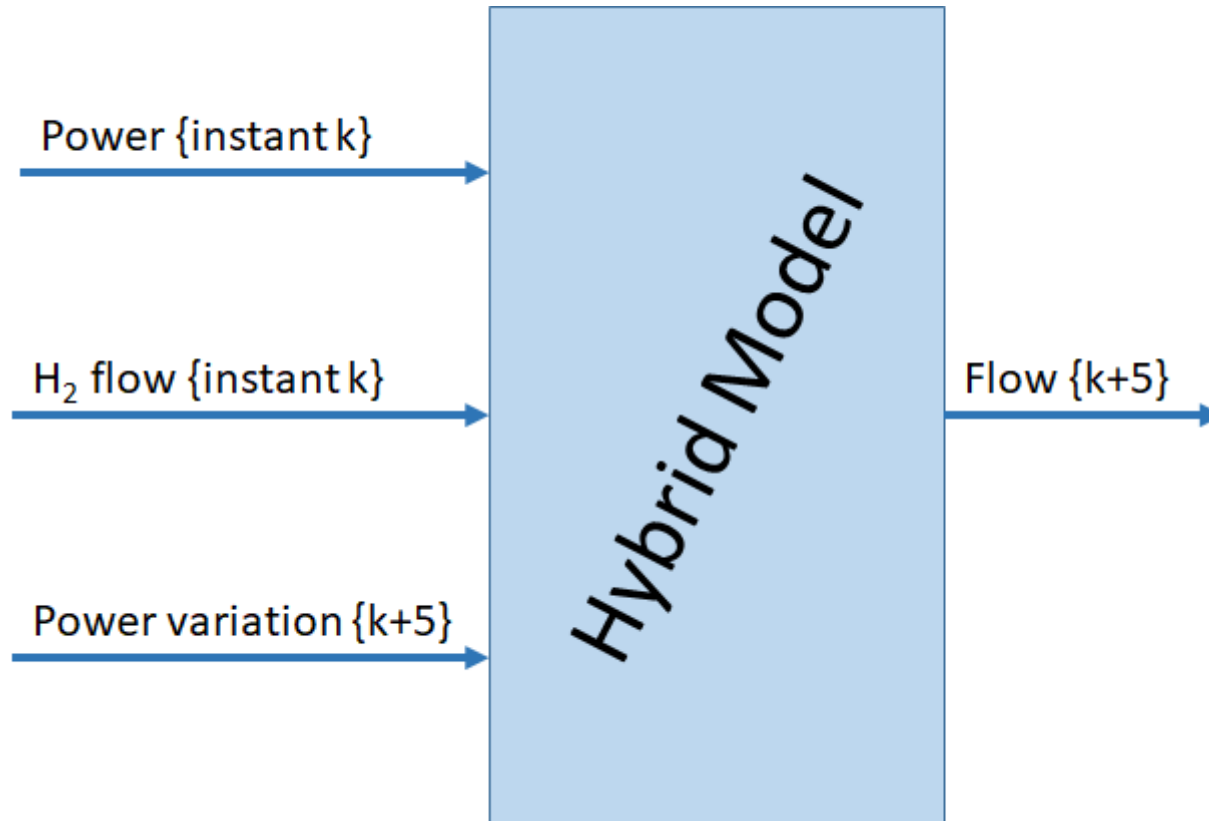 Power {instant k}
H₂ flow {instant k}
Power variation {k+5}
Hybrid Model
Flow {k+5}